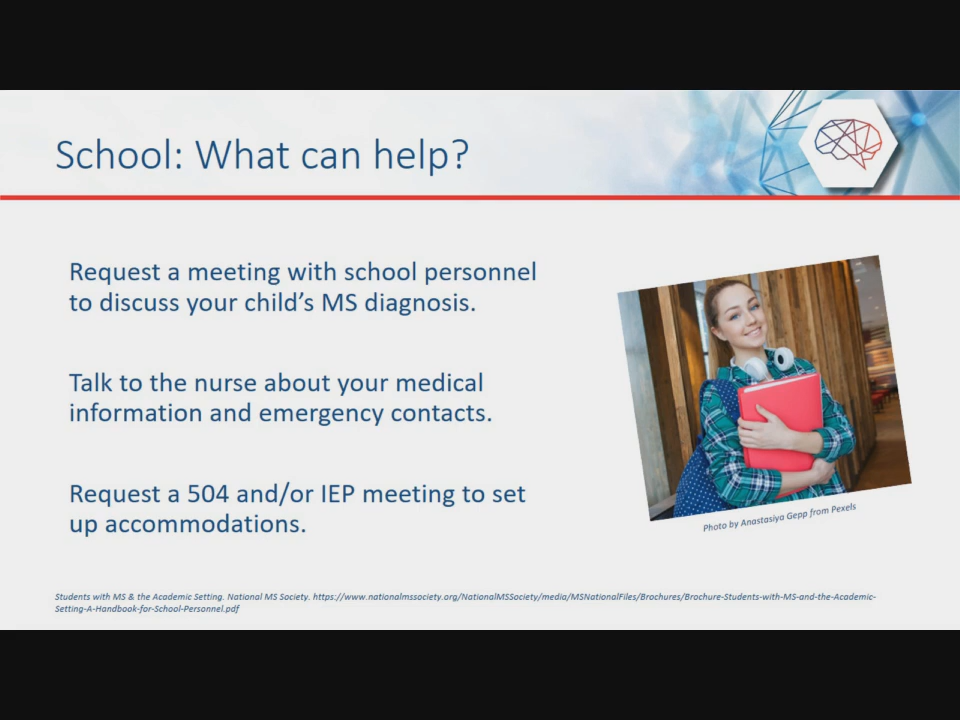 School: What can help?
Request a meeting with school personnel
to discuss your child’s MS diagnosis.
Talk to the nurse about your medical
information and emergency contacts.
Request a 504 and/or IEP meeting to set
up accommodations.
Photo by Anastasiya Gepp from Pexels
Students with MS & the Academic Setting. National MS Society. https://www.nationalmssociety.org/NationalMSSociety/media/MSNationalFiles/Brochures/Brochure-Students-with-MS-and-the-Academic-
Setting-A-Handbook-for-School-Personnel.pdf